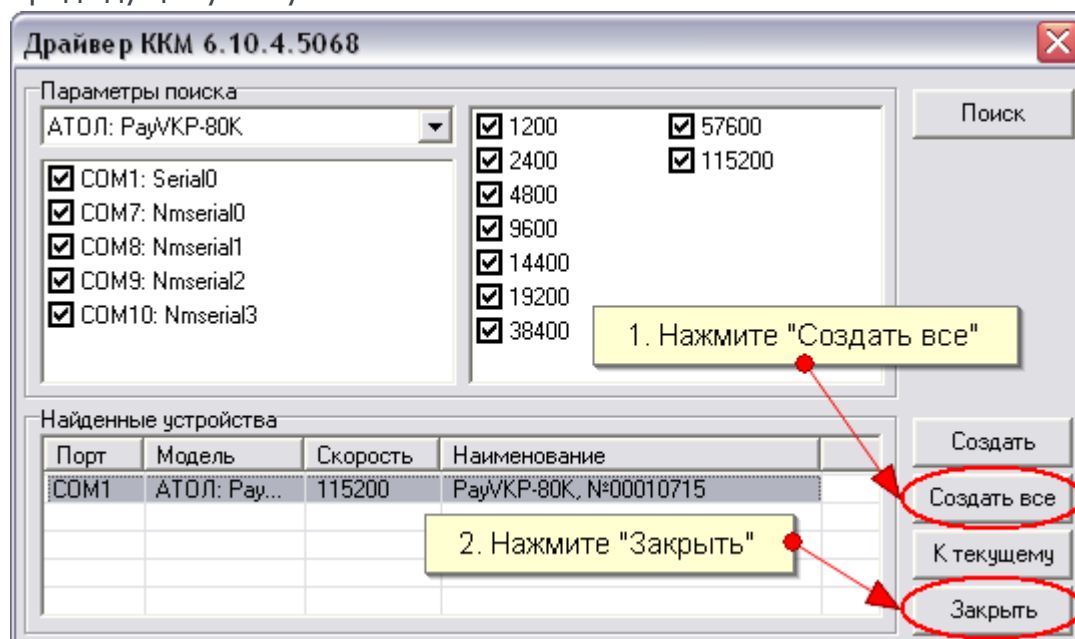 Драйвер ККМ 6.10.4.5068
Параметры поиска
АТОЛ: PayVKP-80K
COM1: Serial0
COM7: Nmserial0
COM8: Nmserial1
COM9: Nmserial2
COM10: Nmserial3
1200
2400
4800
9600
14400
19200
38400
57600
115200
Поиск
1. Нажмите "Создать все"
Найденные устройства
Порт Модель Скорость Наименование
COM1 АТОЛ: Pay... 115200 PayVKP-80K, №00010715
2. Нажмите "Закрыть"
Создать
Создать все
К текущему
Закрыть